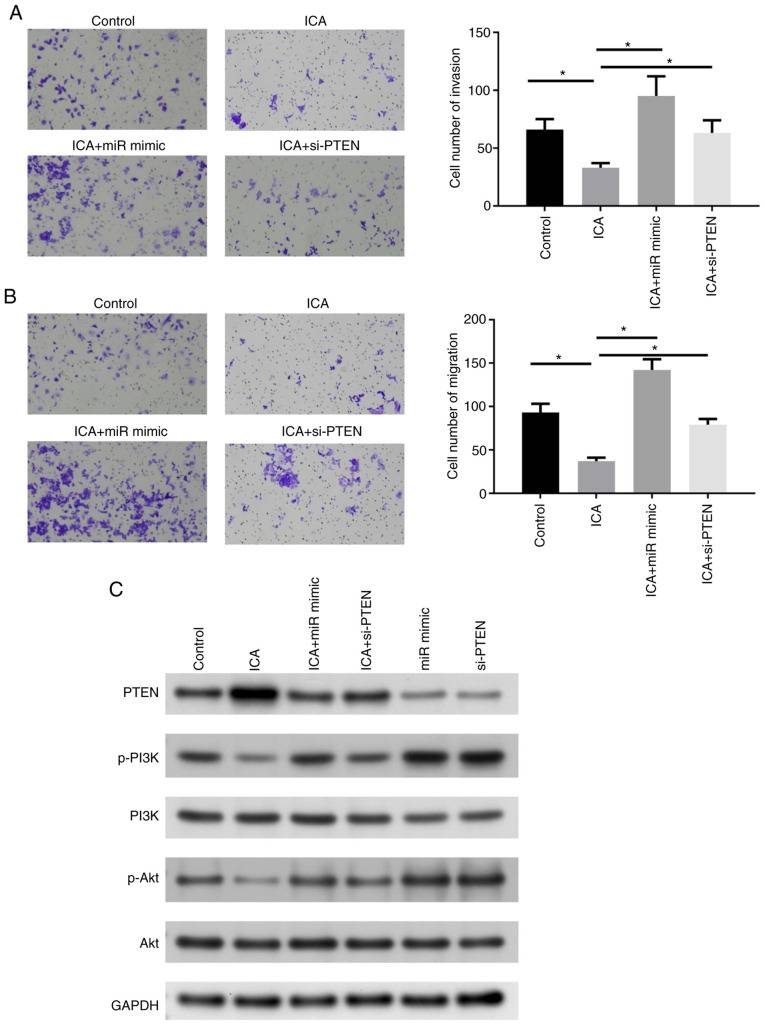 A
Control
ICA
ICA+miR mimic
ICA+si-PTEN
Cell number of invasion
150
100
50
0
*
*
*
Control
ICA
ICA+miR mimic
ICA+si-PTEN
B
Control
ICA
ICA+miR mimic
ICA+si-PTEN
Cell number of migration
200
150
100
50
0
*
*
*
Control
ICA
ICA+miR mimic
ICA+si-PTEN
C
Control
ICA
ICA+miR mimic
ICA+si-PTEN
miR mimic
si-PTEN
PTEN
p-PI3K
PI3K
p-Akt
Akt
GAPDH